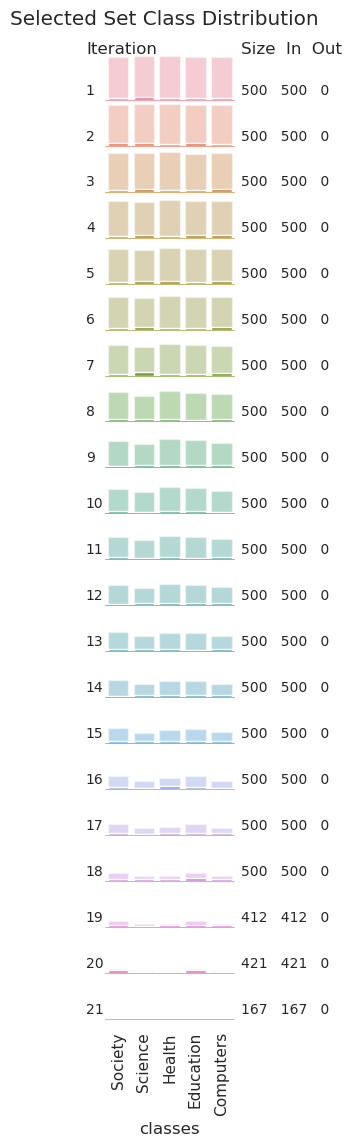 Selected Set Class Distribution
Iteration Size In Out
1 500 500 0
2 500 500 0
3 500 500 0
4 500 500 0
5 500 500 0
6 500 500 0
7 500 500 0
8 500 500 0
9 500 500 0
10 500 500 0
11 500 500 0
12 500 500 0
13 500 500 0
14 500 500 0
15 500 500 0
16 500 500 0
17 500 500 0
18 500 500 0
19 412 412 0
20 421 421 0
21 167 167 0
Society
Science
Health
Education
Computers
classes